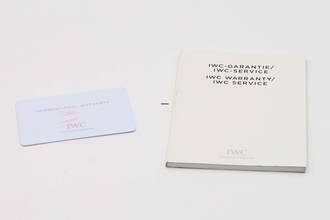 INTERNATIONAL WARRANTY
IWC
IWC-GARANTIE/
IWC-SERVICE
IWC WARRANTY/
IWC SERVICE
IWC